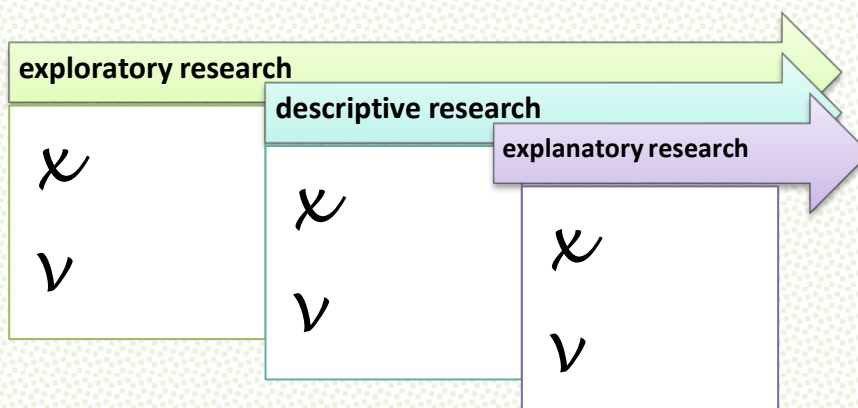 exploratory research
x
v
descriptive research
x
v
explanatory research
x
v